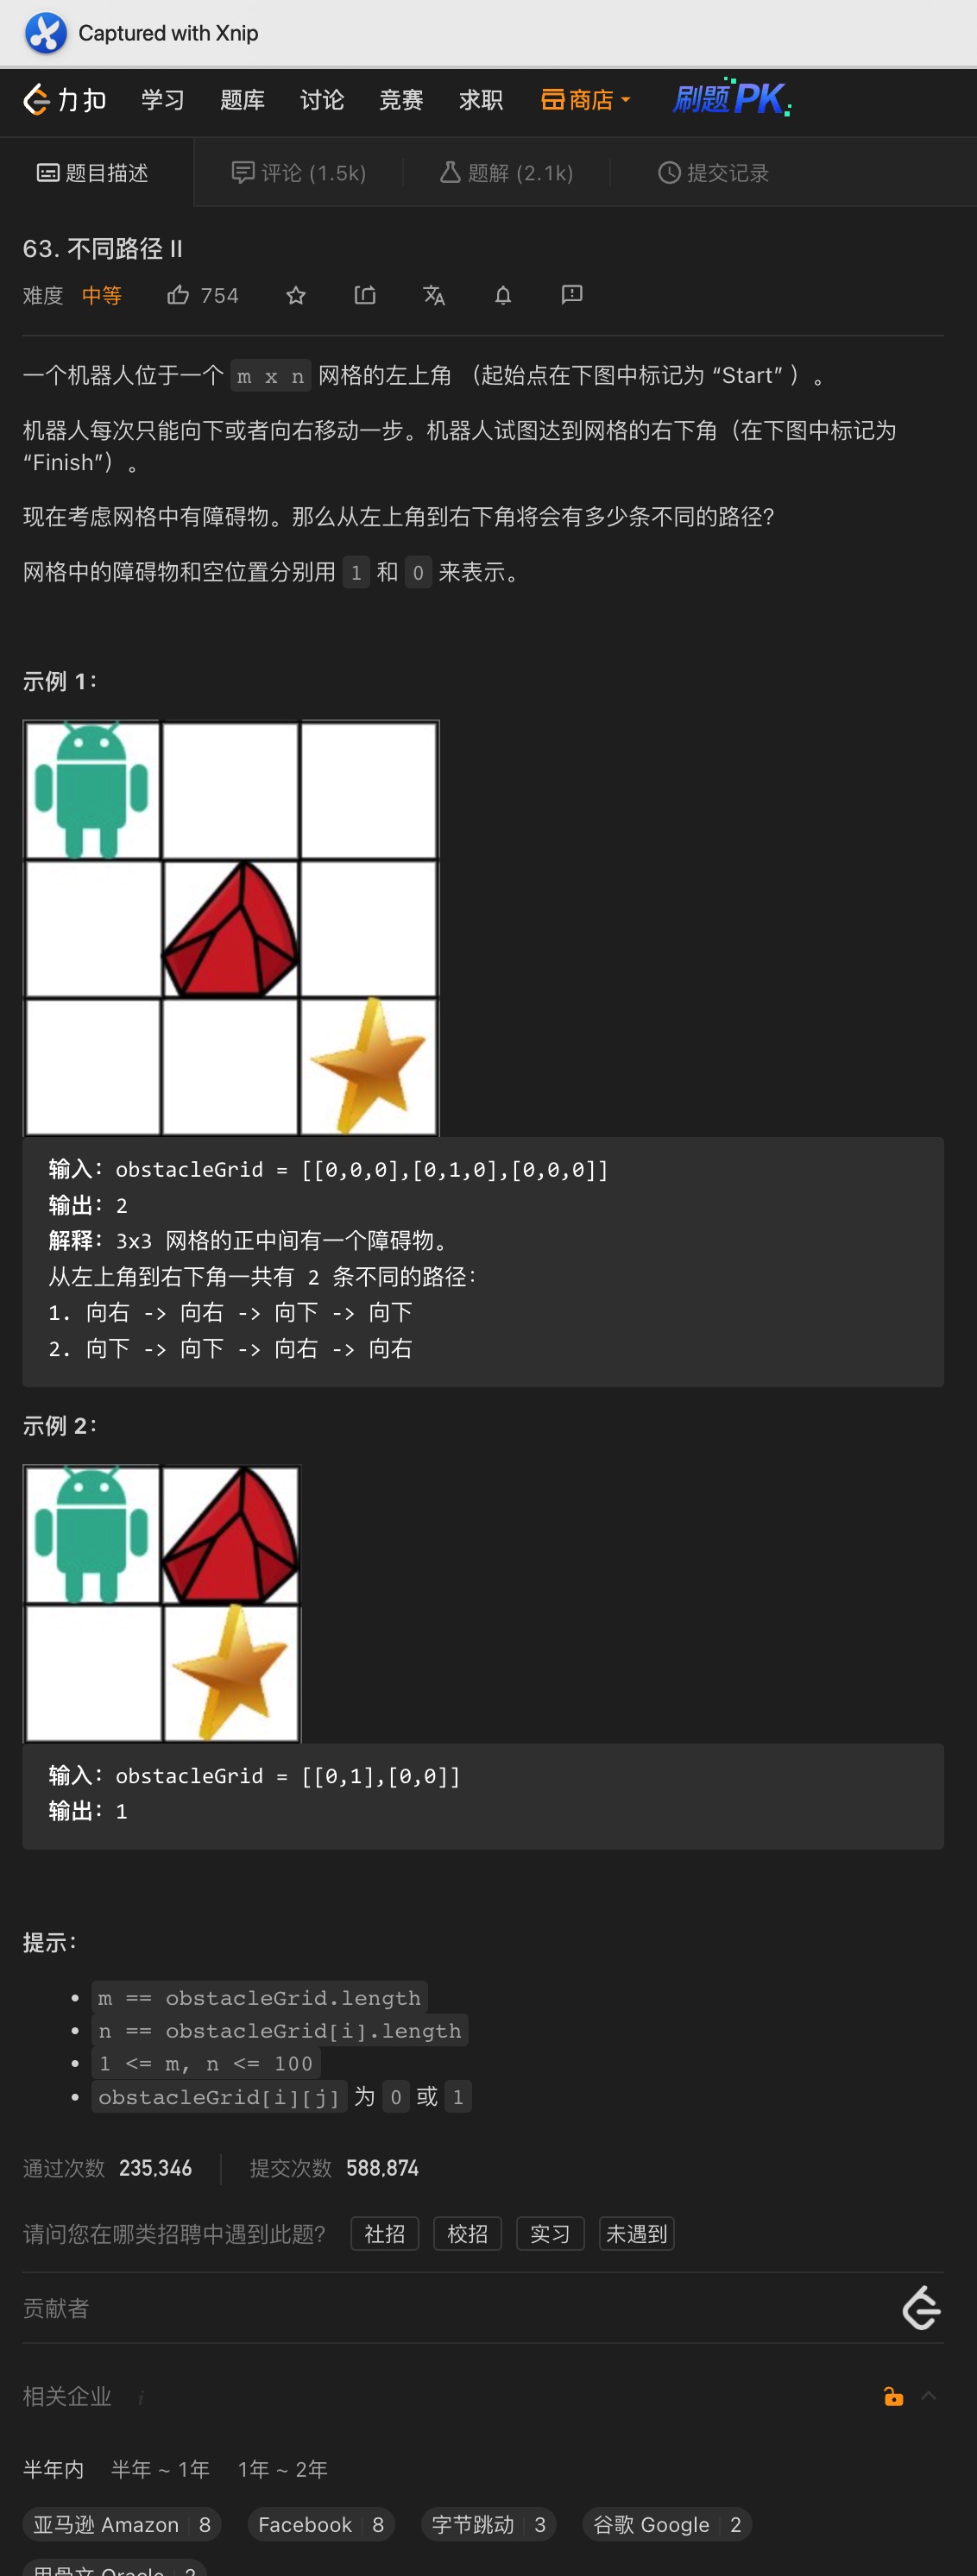 Captured with Xnip
力扣 学习 题库 讨论 竞赛 求职 商店 刷题PK
题目描述 评论 (1.5k) 题解 (2.1k) 提交记录
63. 不同路径 II
难度 中等 754
一个机器人位于一个 m x n 网格的左上角 （起始点在下图中标记为 “Start” ）。
机器人每次只能向下或者向右移动一步。机器人试图达到网格的右下角（在下图中标记为
“Finish”）。
现在考虑网格中有障碍物。那么从左上角到右下角将会有多少条不同的路径？
网格中的障碍物和空位置分别用 1 和 0 来表示。
示例 1：
输入：obstacleGrid = [[0,0,0],[0,1,0],[0,0,0]]
输出：2
解释：3x3 网格的正中间有一个障碍物。
从左上角到右下角一共有 2 条不同的路径：
1. 向右 -> 向右 -> 向下 -> 向下
2. 向下 -> 向下 -> 向右 -> 向右
示例 2：
输入：obstacleGrid = [[0,1],[0,0]]
输出：1
提示：
• m == obstacleGrid.length
• n == obstacleGrid[i].length
• 1 <= m, n <= 100
• obstacleGrid[i][j] 为 0 或 1
通过次数 235,346 提交次数 588,874
请问您在哪类招聘中遇到此题？ 社招 校招 实习 未遇到
贡献者
相关企业 i
半年内 半年 ~ 1年 1年 ~ 2年
亚马逊 Amazon 8 Facebook 8 字节跳动 3 谷歌 Google 2
甲骨文 Oracle 2